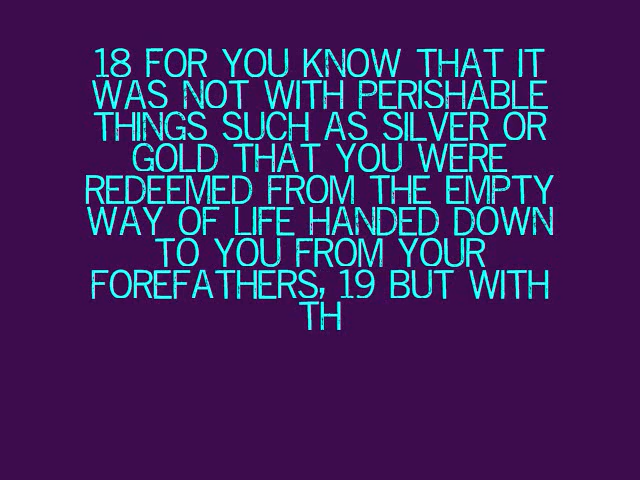 18 FOR YOU KNOW THAT IT
WAS NOT WITH PERISHABLE
THINGS SUCH AS SILVER OR
GOLD THAT YOU WERE
REDEEMED FROM THE EMPTY
WAY OF LIFE HANDED DOWN
TO YOU FROM YOUR
FOREFATHERS, 19 BUT WITH
TH